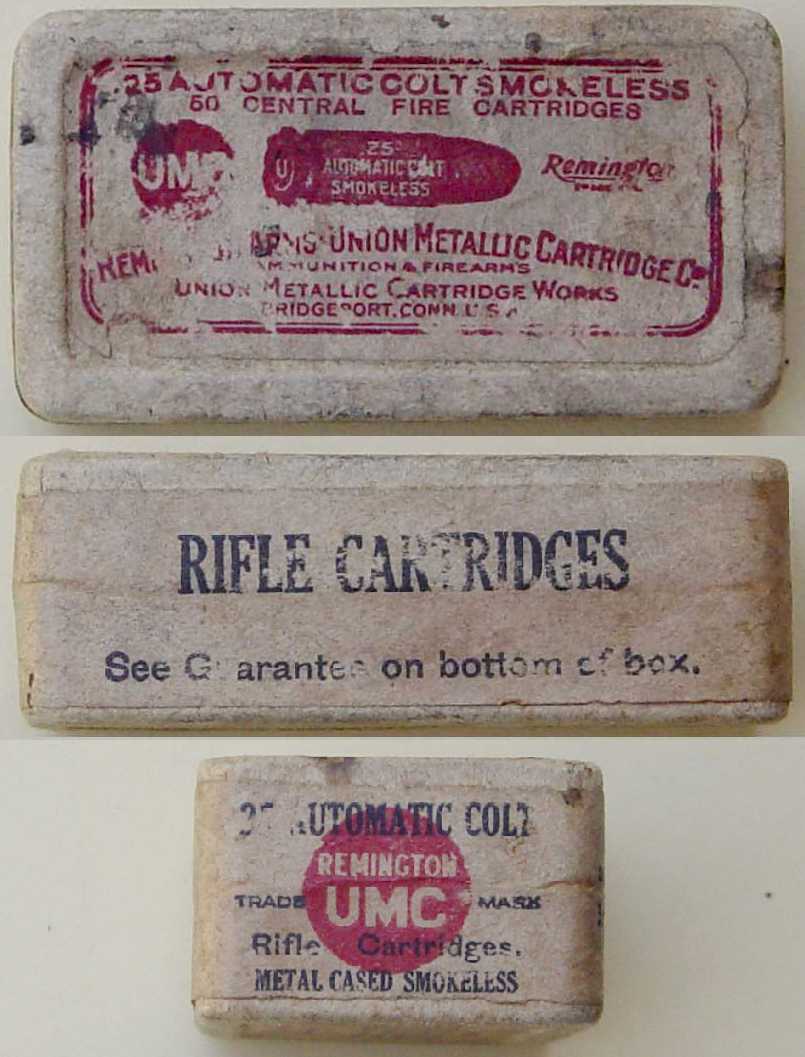 25 AUTOMATIC COLT SMOKELESS
50 CENTRAL FIRE CARTRIDGES
UMC
U
.25
AUTOMATIC COLT
SMOKELESS
Remington
ARMS UNION METALLIC CARTRIDGE CO
AMMUNITION & FIREARMS
UNION METALLIC CARTRIDGE WORKS
BRIDGEPORT, CONN. U.S.A.
RIFLE CARTRIDGES
See Guarantee on bottom of box.
AUTOMATIC COLT
REMINGTON
UMC
TRADE MARK
Rifle Cartridges.
METAL CASED SMOKELESS